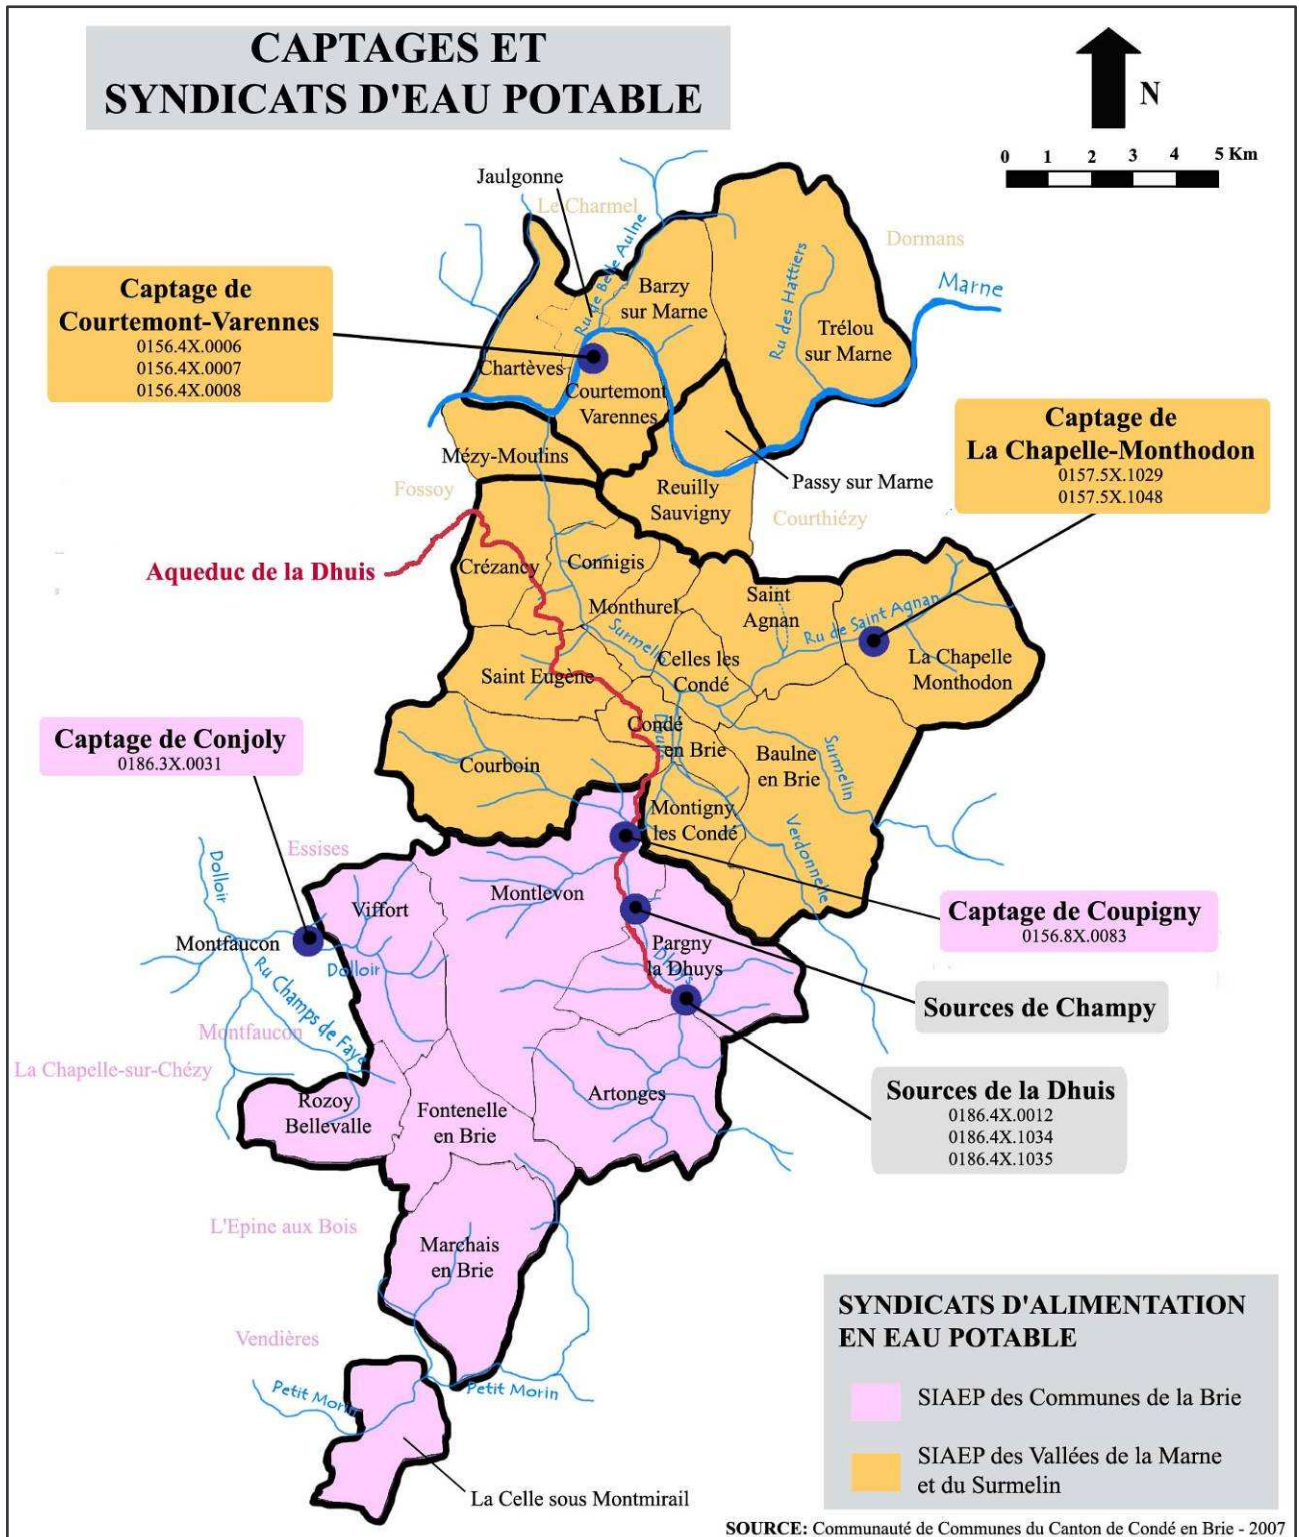 CAPTAGES ET
SYNDICATS D'EAU POTABLE
N
0 1 2 3 4 5 Km
Jaulgonne
Le Charmel
Dormans
Ru de Belle Aulne
Barzy
sur Marne
Ru des Hattiers
Marne
Trélou
sur Marne
Captage de
Courtemont-Varennes
0156.4X.0006
0156.4X.0007
0156.4X.0008
Chartèves
Courtemont
Varennes
Captage de
La Chapelle-Monthodon
0157.5X.1029
0157.5X.1048
Mézy-Moulins
Passy sur Marne
Fossoy
Reuilly
Sauvigny
Courthiézy
Aqueduc de la Dhuis
Crézancy
Connigis
Monthurel
Saint
Agnan
Ru de Saint Agnan
Surmelin
Celles les
Condé
La Chapelle
Monthodon
Saint Eugène
Captage de Conjoly
0186.3X.0031
Condé
en Brie
Dhuis
Courboin
Baulne
en Brie
Surmelin
Montigny
les Condé
Verdonnelle
Essises
Dolloir
Viffort
Montlevon
Captage de Coupigny
0156.8X.0083
Montfaucon
Dolloir
Pargny
la Dhuys
Dhuys
Ru Champs de Faye
Sources de Champy
Montfaucon
La Chapelle-sur-Chézy
Sources de la Dhuis
0186.4X.0012
0186.4X.1034
0186.4X.1035
Rozoy
Bellevalle
Fontenelle
en Brie
Artonges
L'Epine aux Bois
Marchais
en Brie
Vendières
Petit Morin
Petit Morin
La Celle sous Montmirail
SYNDICATS D'ALIMENTATION
EN EAU POTABLE
SIAEP des Communes de la Brie
SIAEP des Vallées de la Marne
et du Surmelin
SOURCE: Communauté de Communes du Canton de Condé en Brie - 2007